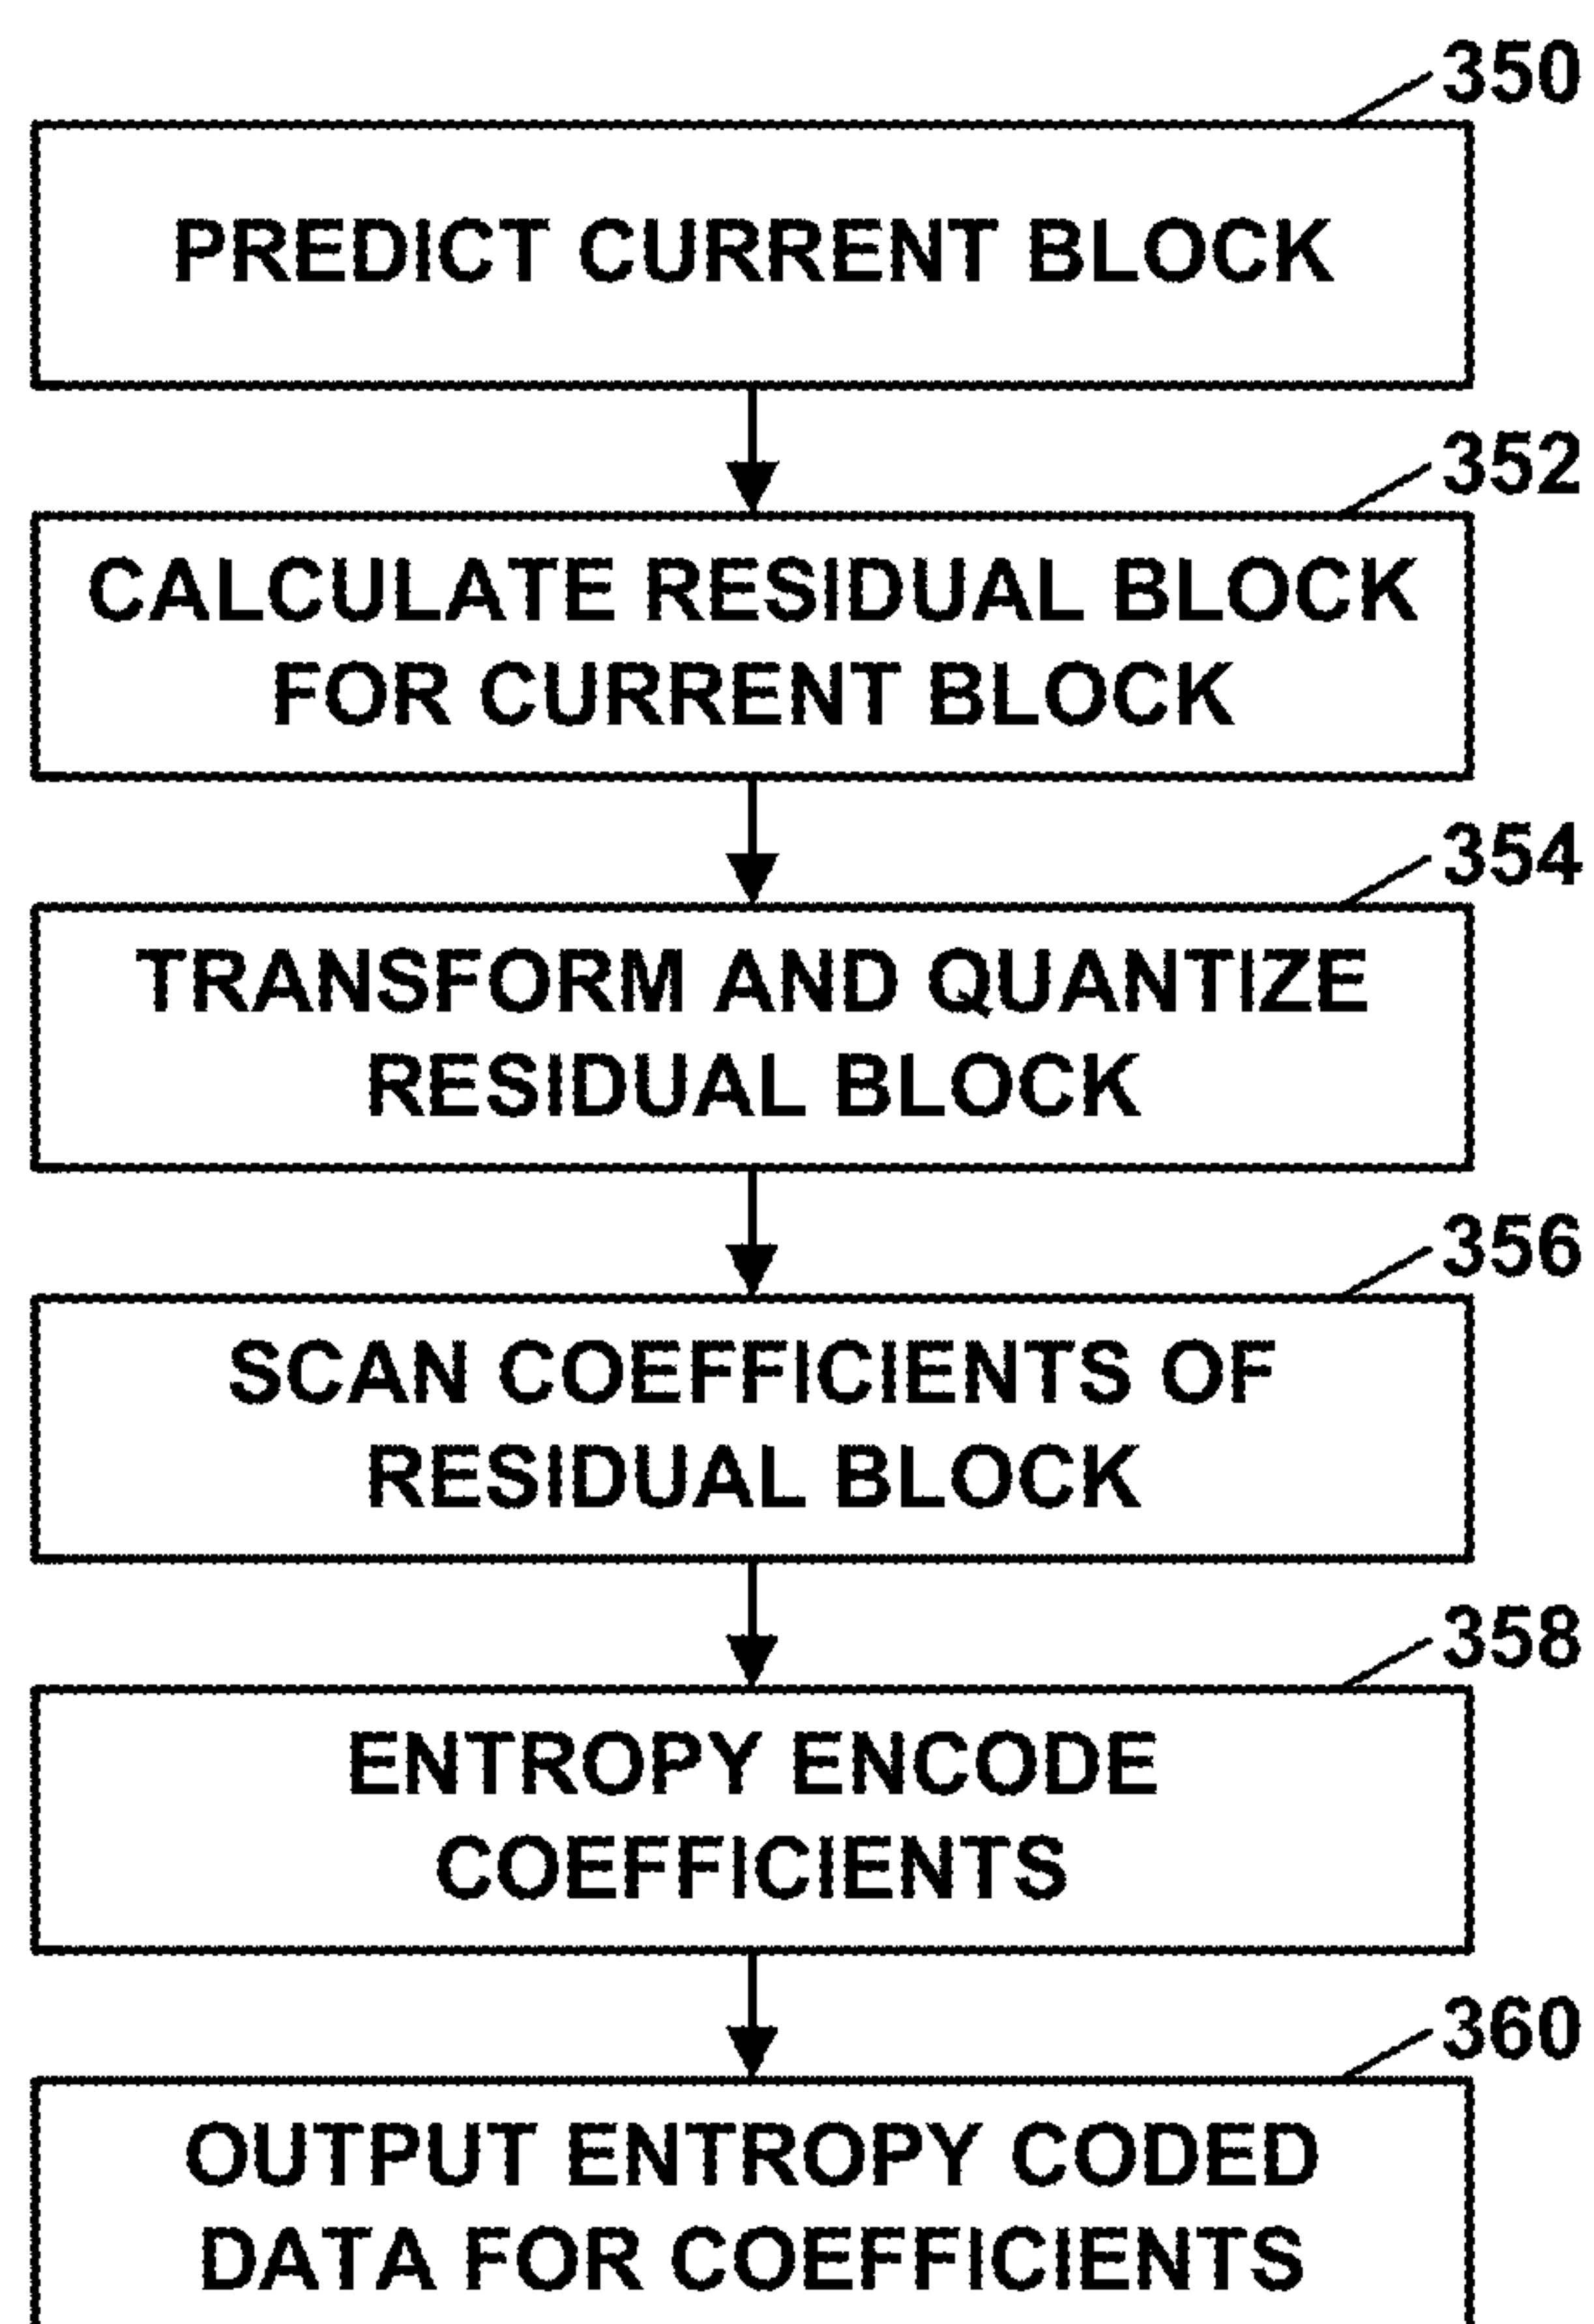 350
PREDICT CURRENT BLOCK
352
CALCULATE RESIDUAL BLOCK
FOR CURRENT BLOCK
354
TRANSFORM AND QUANTIZE
RESIDUAL BLOCK
356
SCAN COEFFICIENTS OF
RESIDUAL BLOCK
358
ENTROPY ENCODE
COEFFICIENTS
360
OUTPUT ENTROPY CODED
DATA FOR COEFFICIENTS